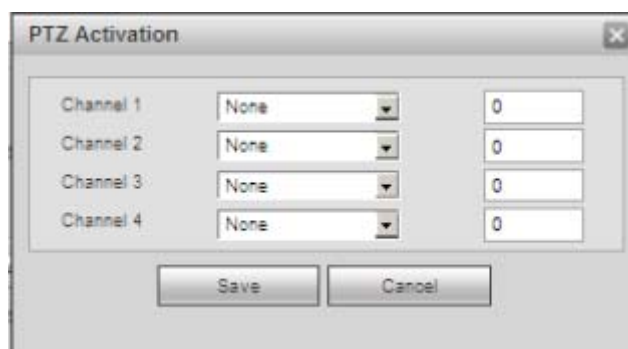 PTZ Activation
Channel 1 None 0
Channel 2 None 0
Channel 3 None 0
Channel 4 None 0
Save Cancel